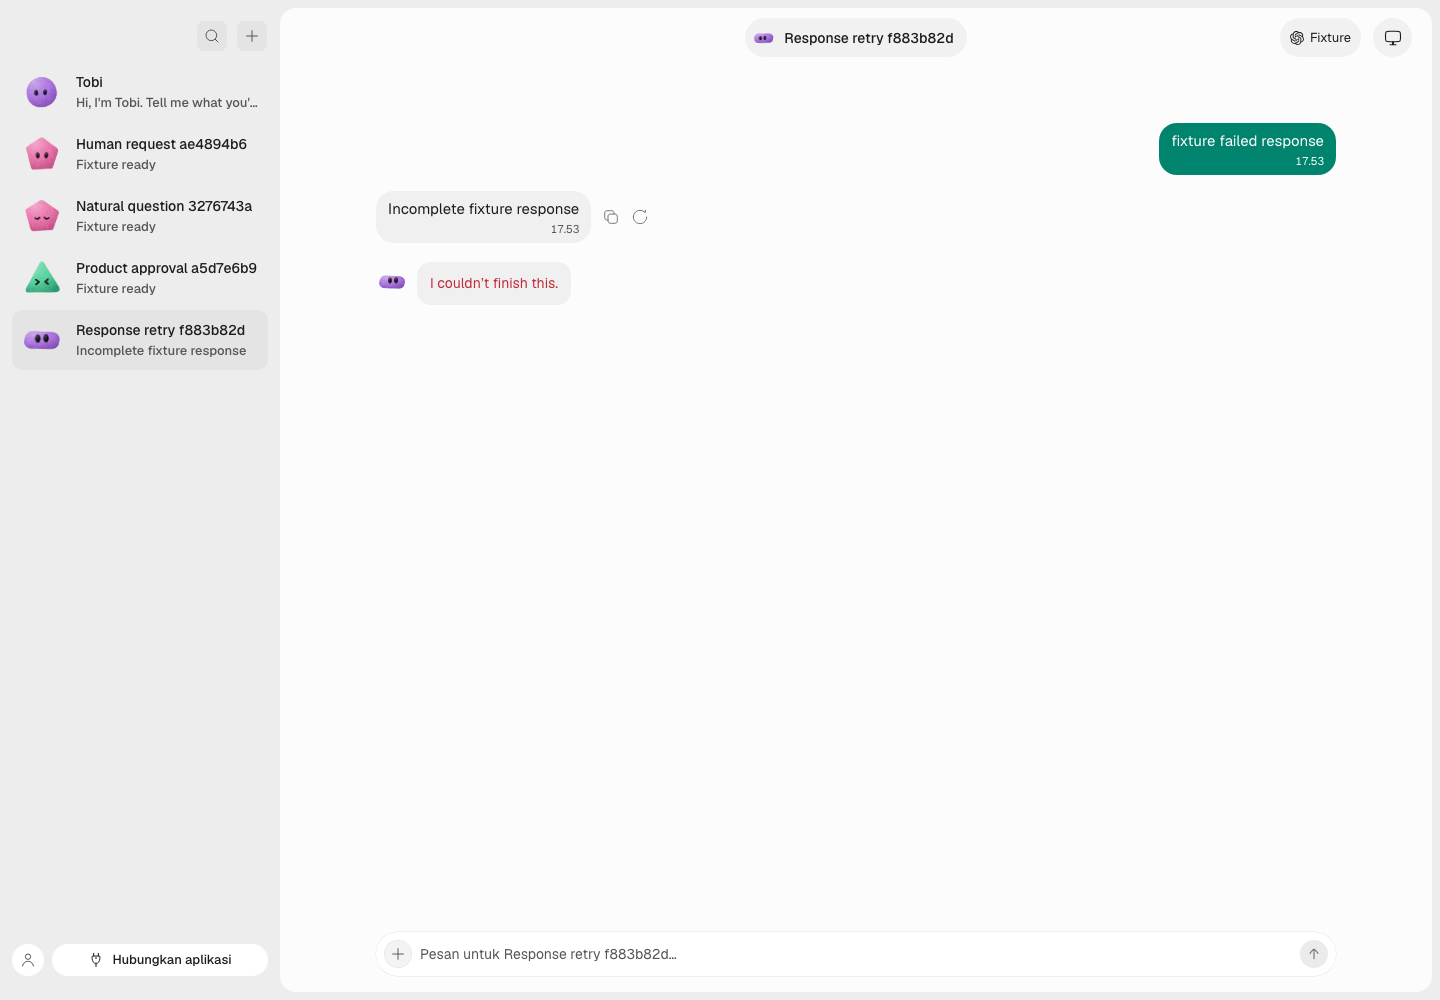 Tobi
Hi, I'm Tobi. Tell me what you'...
Human request ae4894b6
Fixture ready
Natural question 3276743a
Fixture ready
Product approval a5d7e6b9
Fixture ready
Response retry f883b82d
Incomplete fixture response
Hubungkan aplikasi
Response retry f883b82d
Fixture
fixture failed response
17.53
Incomplete fixture response
17.53
I couldn’t finish this.
Pesan untuk Response retry f883b82d...